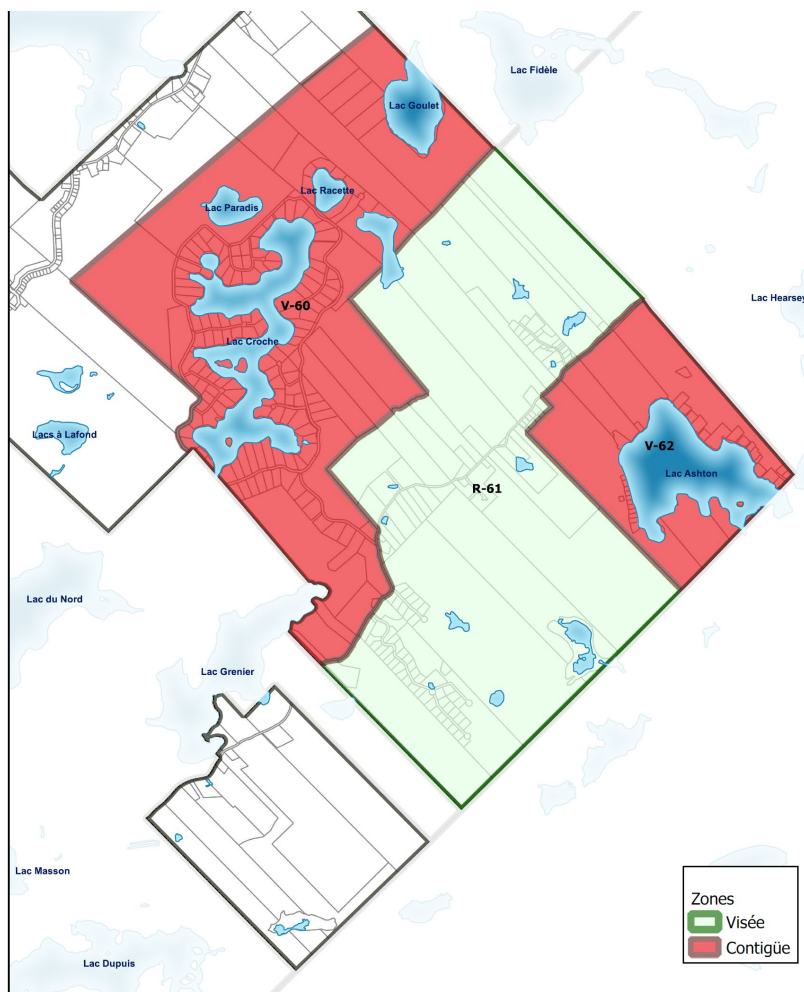 Lac Fidèle
Lac Goulet
Lac Racette
Lac Paradis
Lac Hearsey
V-60
Lac Croche
Lacs à Lafond
V-62
Lac Ashton
R-61
Lac du Nord
Lac Grenier
Lac Masson
Lac Dupuis
Zones
Visée
Contigüe